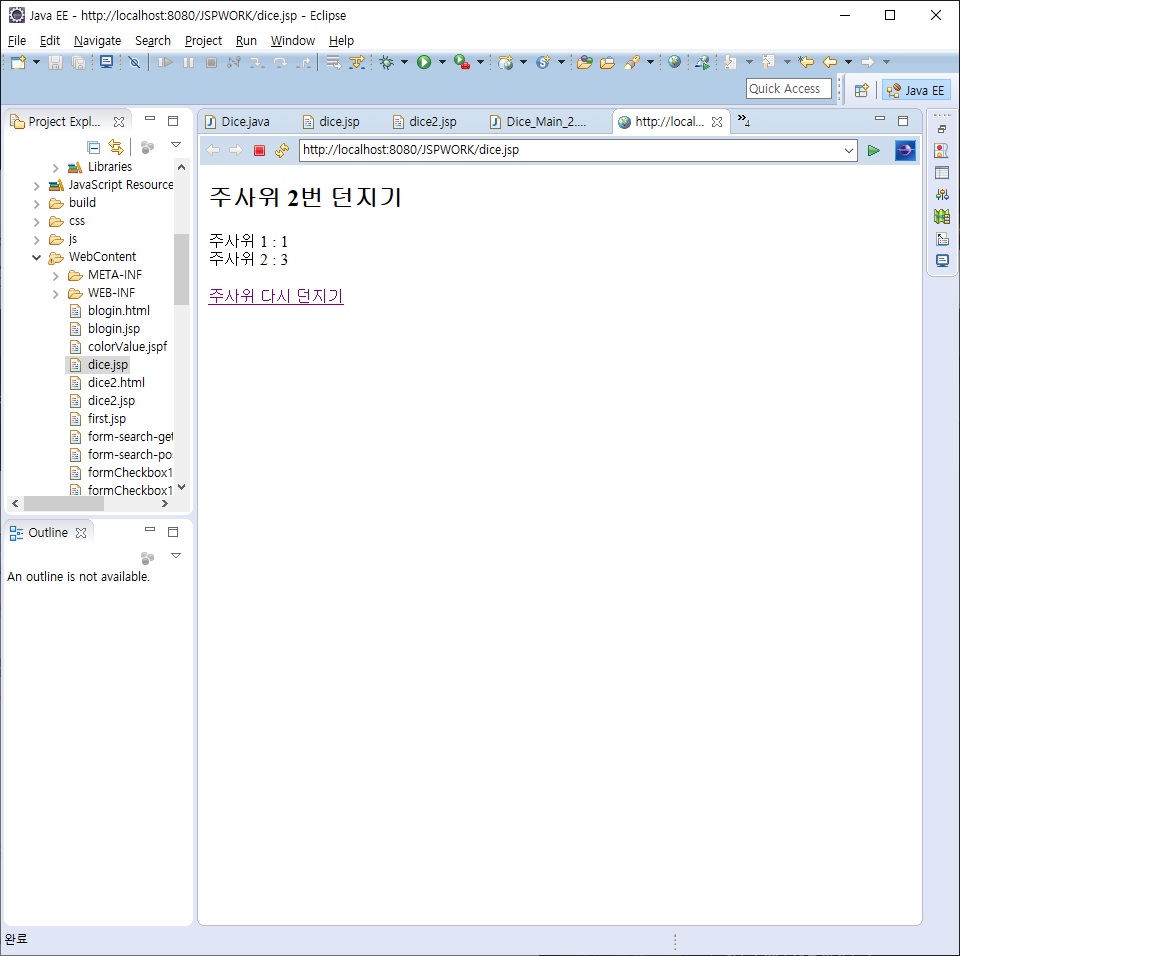 Java EE - http://localhost:8080/JSPWORK/dice.jsp - Eclipse
File Edit Navigate Search Project Run Window Help
Quick Access Java EE
Project Expl...
Libraries
JavaScript Resource
build
css
js
WebContent
META-INF
WEB-INF
blogin.html
blogin.jsp
colorValue.jspf
dice.jsp
dice2.html
dice2.jsp
first.jsp
form-search-get
form-search-po
formCheckbox1
formCheckbox1
Outline
An outline is not available.
Dice.java dice.jsp dice2.jsp Dice_Main_2.... http://local... »4
http://localhost:8080/JSPWORK/dice.jsp
주사위 2번 던지기
주사위 1 : 1
주사위 2 : 3
주사위 다시 던지기
완료